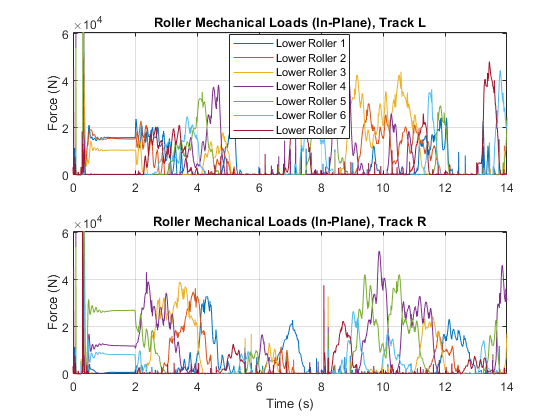 Roller Mechanical Loads (In-Plane), Track L
×10^4
6
4
2
0
Force (N)
Lower Roller 1
Lower Roller 2
Lower Roller 3
Lower Roller 4
Lower Roller 5
Lower Roller 6
Lower Roller 7
0 2 4 6 8 10 12 14
Roller Mechanical Loads (In-Plane), Track R
×10^4
6
4
2
0
Force (N)
0 2 4 6 8 10 12 14
Time (s)